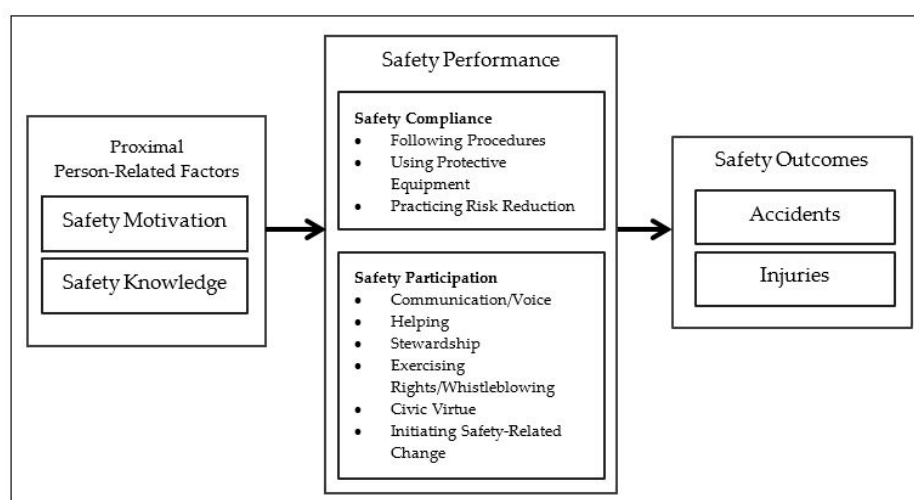 Proximal
Person-Related Factors
Safety Motivation
Safety Knowledge
Safety Performance
Safety Compliance
• Following Procedures
• Using Protective
Equipment
• Practicing Risk Reduction
Safety Participation
• Communication/Voice
• Helping
• Stewardship
• Exercising
Rights/Whistleblowing
• Civic Virtue
• Initiating Safety-Related
Change
Safety Outcomes
Accidents
Injuries